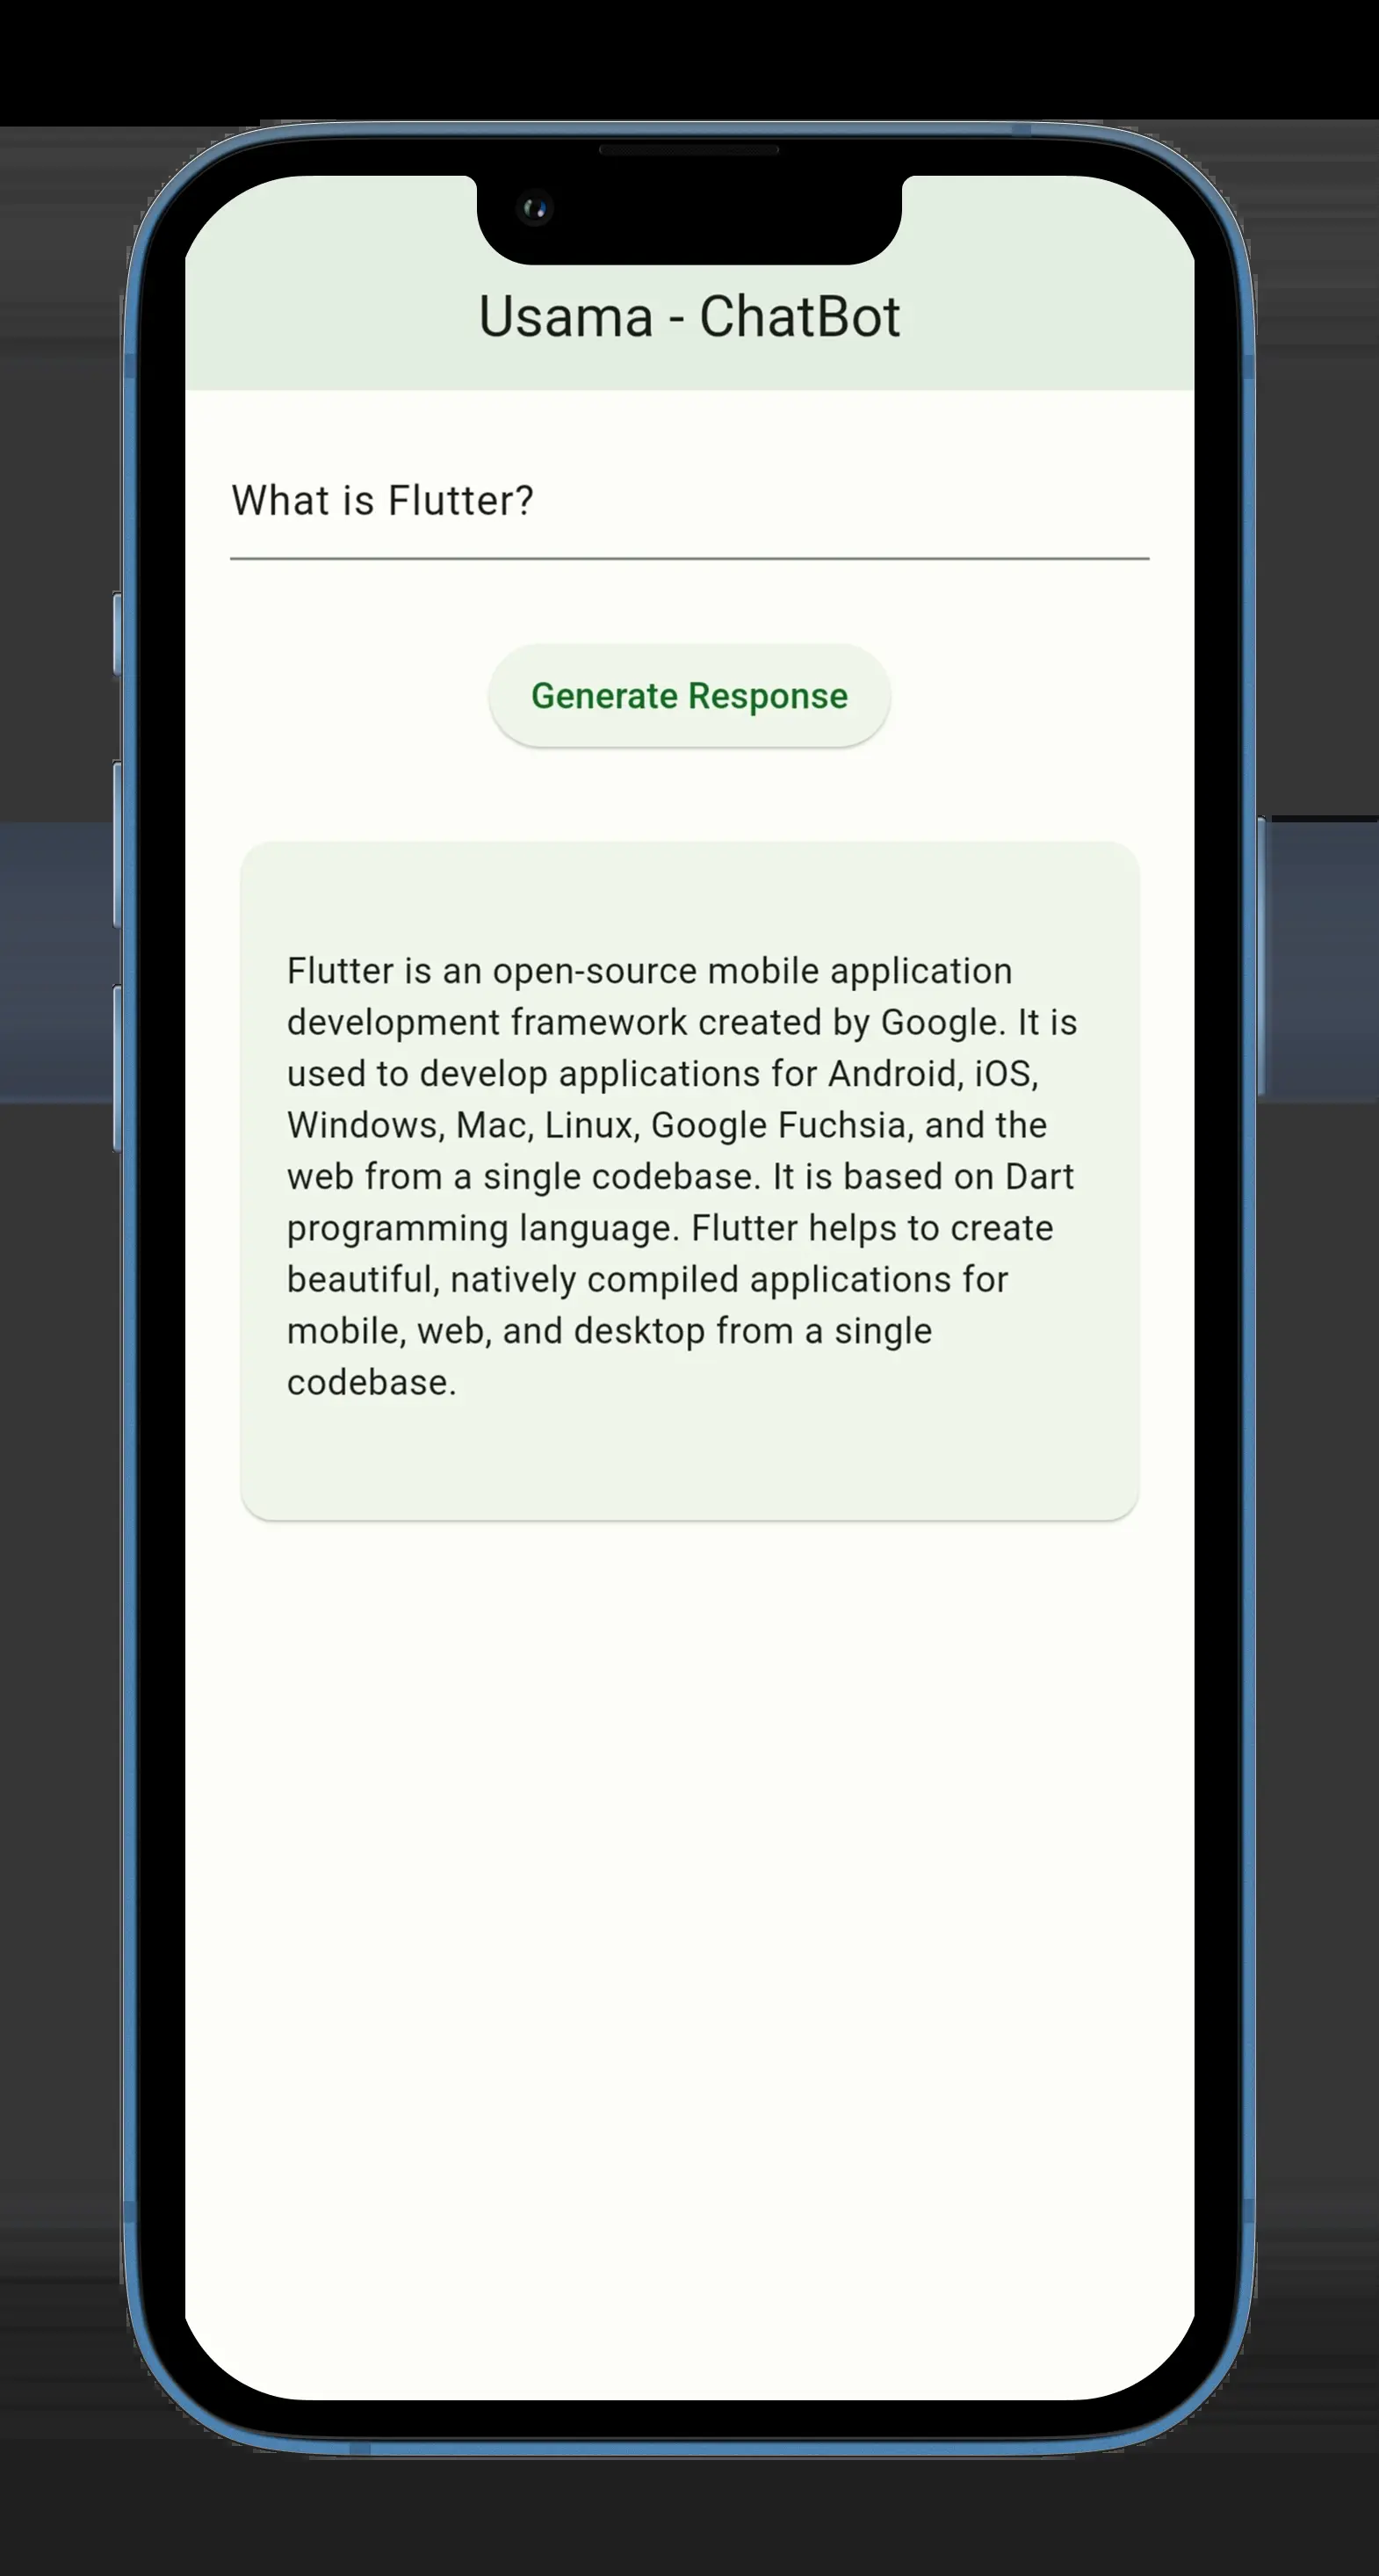 Usama - ChatBot
What is Flutter?
Generate Response
Flutter is an open-source mobile application
development framework created by Google. It is
used to develop applications for Android, iOS,
Windows, Mac, Linux, Google Fuchsia, and the
web from a single codebase. It is based on Dart
programming language. Flutter helps to create
beautiful, natively compiled applications for
mobile, web, and desktop from a single
codebase.